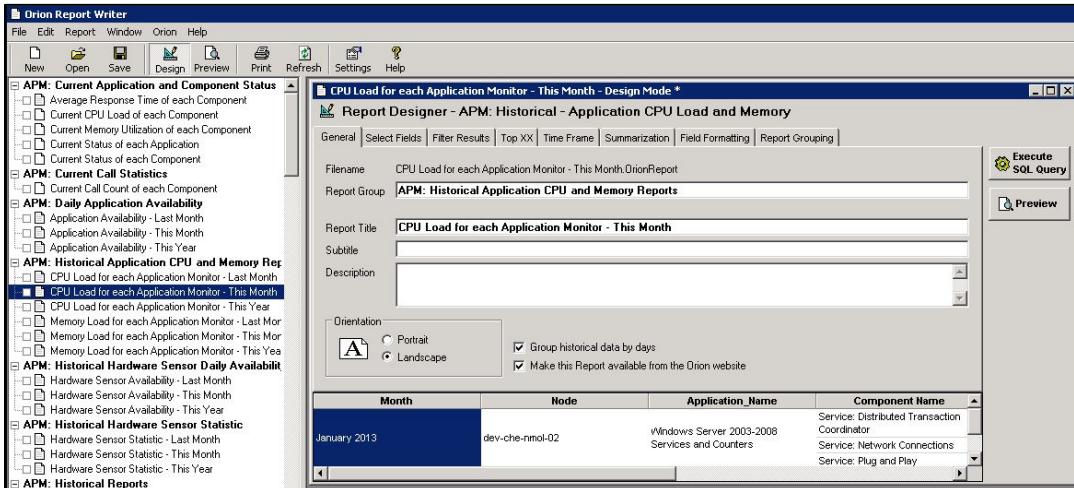 Orion Report Writer
File Edit Report Window Orion Help
New Open Save Design Preview Print Refresh Settings Help
APM: Current Application and Component Status
Average Response Time of each Component
Current CPU Load of each Component
Current Memory Utilization of each Component
Current Status of each Application
Current Status of each Component
APM: Current Call Statistics
Current Call Count of each Component
APM: Daily Application Availability
Application Availability - Last Month
Application Availability - This Month
Application Availability - This Year
APM: Historical Application CPU and Memory Rep
CPU Load for each Application Monitor - Last Month
CPU Load for each Application Monitor - This Month
CPU Load for each Application Monitor - This Year
Memory Load for each Application Monitor - Last Mor
Memory Load for each Application Monitor - This Mor
Memory Load for each Application Monitor - This Yea
APM: Historical Hardware Sensor Daily Availabilit
Hardware Sensor Availability - Last Month
Hardware Sensor Availability - This Month
Hardware Sensor Availability - This Year
APM: Historical Hardware Sensor Statistic
Hardware Sensor Statistic - Last Month
Hardware Sensor Statistic - This Month
Hardware Sensor Statistic - This Year
APM: Historical Reports
CPU Load for each Application Monitor - This Month - Design Mode *
Report Designer - APM: Historical - Application CPU Load and Memory
General Select Fields Filter Results Top XX Time Frame Summarization Field Formatting Report Grouping
Filename CPU Load for each Application Monitor - This Month.OrionReport
Report Group APM: Historical Application CPU and Memory Reports
Report Title CPU Load for each Application Monitor - This Month
Subtitle
Description
Orientation
A
Portrait
Landscape
Group historical data by days
Make this Report available from the Orion website
Execute
SQL Query
Preview
Month Node Application_Name Component Name
January 2013 dev-che-nmol-02
Windows Server 2003-2008
Services and Counters
Service: Distributed Transaction
Coordinator
Service: Network Connections
Service: Plug and Play